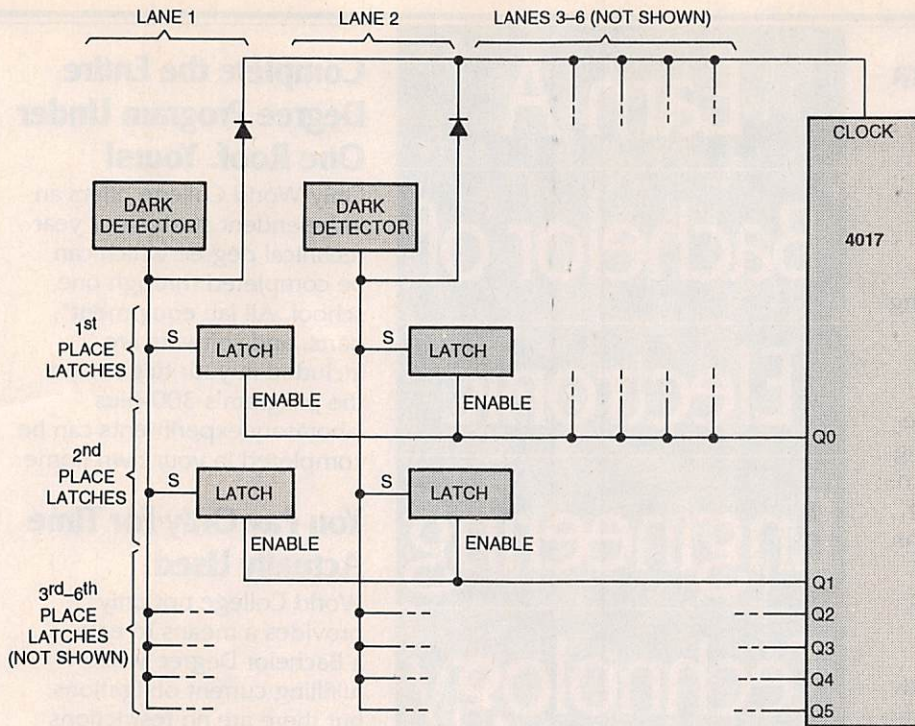 LANE 1
LANE 2
LANES 3–6 (NOT SHOWN)
CLOCK
4017
DARK
DETECTOR
DARK
DETECTOR
1st
PLACE
LATCHES
S
LATCH
ENABLE
S
LATCH
ENABLE
Q0
2nd
PLACE
LATCHES
S
LATCH
ENABLE
S
LATCH
ENABLE
Q1
3rd–6th
PLACE
LATCHES
(NOT SHOWN)
Q2
Q3
Q4
Q5
Complete the Entire
Degree Program Under
One Roof. Yours!
You Pay Only For Time
Actually Used.